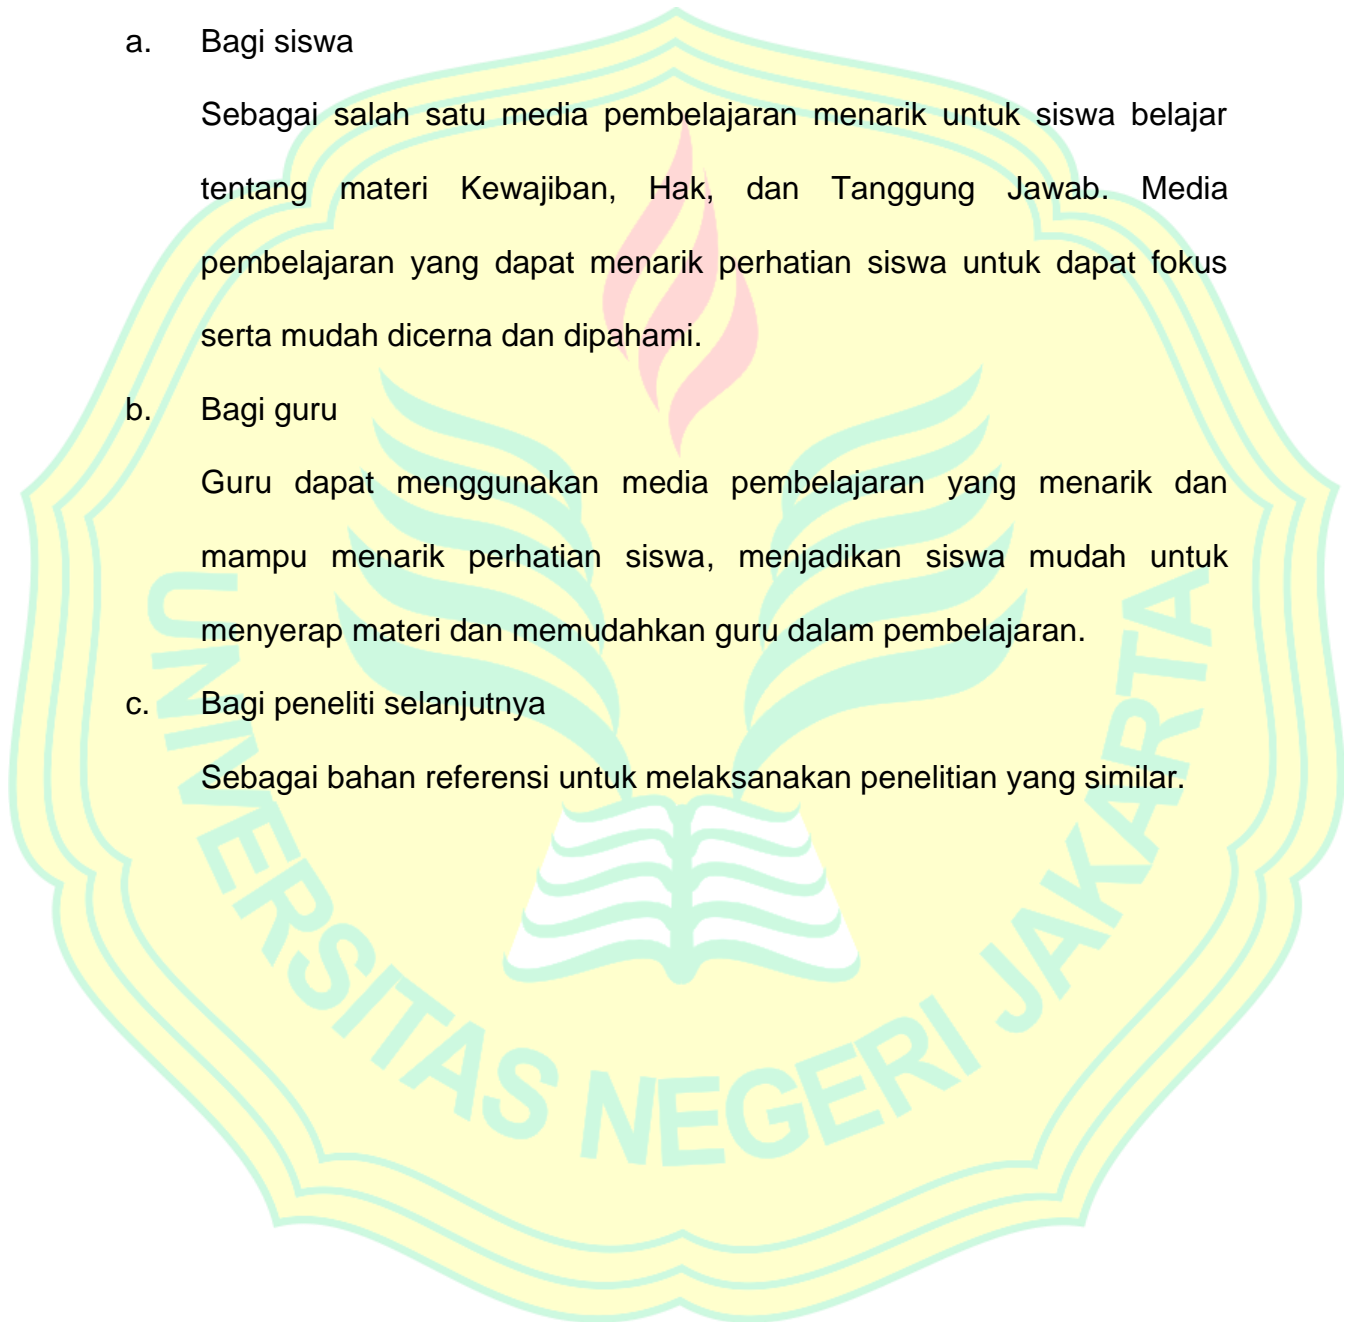 a. Bagi siswa
Sebagai salah satu media pembelajaran menarik untuk siswa belajar
tentang materi Kewajiban, Hak, dan Tanggung Jawab. Media
pembelajaran yang dapat menarik perhatian siswa untuk dapat fokus
serta mudah dicerna dan dipahami.
b. Bagi guru
Guru dapat menggunakan media pembelajaran yang menarik dan
mampu menarik perhatian siswa, menjadikan siswa mudah untuk
menyerap materi dan memudahkan guru dalam pembelajaran.
c. Bagi peneliti selanjutnya
Sebagai bahan referensi untuk melaksanakan penelitian yang similar.
UNIVERSITAS NEGERI JAKARTA